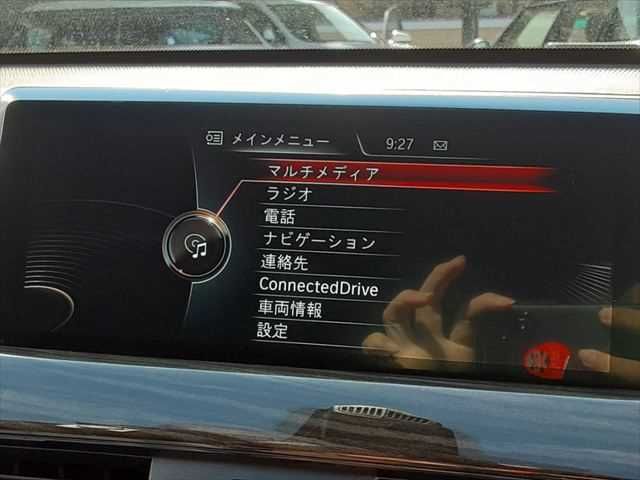 メインメニュー 9:27
マルチメディア
ラジオ
電話
ナビゲーション
連絡先
ConnectedDrive
車両情報
設定